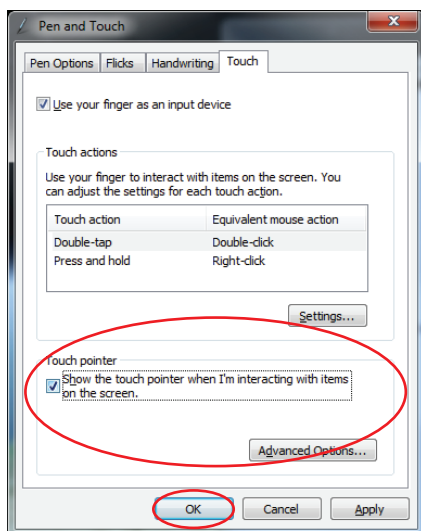 Pen and Touch
Pen Options Flicks Handwriting Touch
Use your finger as an input device
Touch actions
Use your finger to interact with items on the screen. You
can adjust the settings for each touch action.
Touch action Equivalent mouse action
Double-tap Double-click
Press and hold Right-click
Settings...
Touch pointer
Show the touch pointer when I'm interacting with items
on the screen.
Advanced Options...
OK Cancel Apply